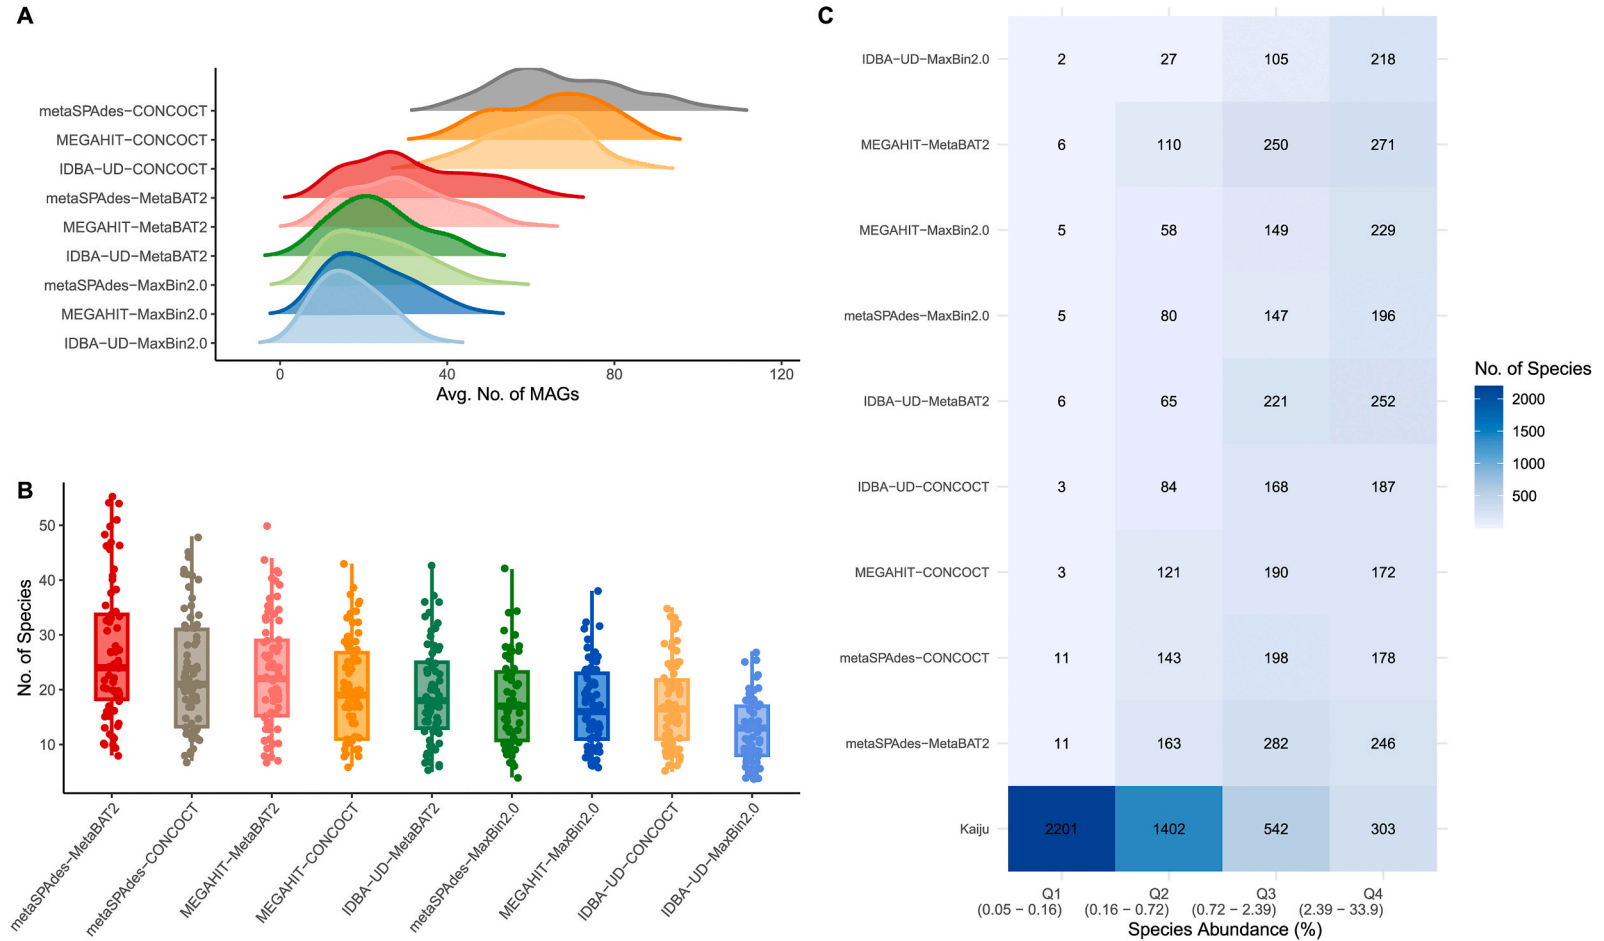 A
metaSPAdes−CONCOCT
MEGAHIT−CONCOCT
IDBA−UD−CONCOCT
metaSPAdes−MetaBAT2
MEGAHIT−MetaBAT2
IDBA−UD−MetaBAT2
metaSPAdes−MaxBin2.0
MEGAHIT−MaxBin2.0
IDBA−UD−MaxBin2.0
0 40 80 120
Avg. No. of MAGs
B
No. of Species
50
40
30
20
10
metaSPAdes−MetaBAT2
metaSPAdes−CONCOCT
MEGAHIT−MetaBAT2
MEGAHIT−CONCOCT
IDBA−UD−MetaBAT2
metaSPAdes−MaxBin2.0
MEGAHIT−MaxBin2.0
IDBA−UD−CONCOCT
IDBA−UD−MaxBin2.0
C
IDBA−UD−MaxBin2.0 2 27 105 218
MEGAHIT−MetaBAT2 6 110 250 271
MEGAHIT−MaxBin2.0 5 58 149 229
metaSPAdes−MaxBin2.0 5 80 147 196
IDBA−UD−MetaBAT2 6 65 221 252
IDBA−UD−CONCOCT 3 84 168 187
MEGAHIT−CONCOCT 3 121 190 172
metaSPAdes−CONCOCT 11 143 198 178
metaSPAdes−MetaBAT2 11 163 282 246
Kaiju 2201 1402 542 303
Q1 Q2 Q3 Q4
(0.05 − 0.16) (0.16 − 0.72) (0.72 − 2.39) (2.39 − 33.9)
Species Abundance (%)
No. of Species
2000
1500
1000
500